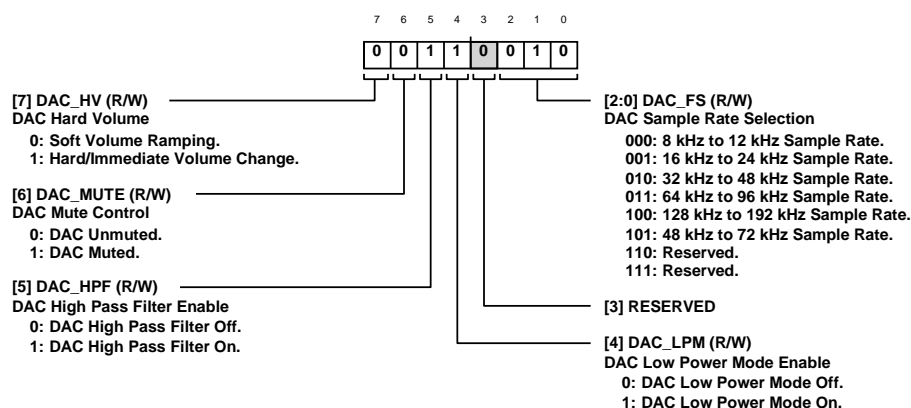 7 6 5 4 3 2 1 0
0 0 1 1 0 0 1 0
[7] DAC_HV (R/W)
DAC Hard Volume
0: Soft Volume Ramping.
1: Hard/Immediate Volume Change.
[6] DAC_MUTE (R/W)
DAC Mute Control
0: DAC Unmuted.
1: DAC Muted.
[5] DAC_HPF (R/W)
DAC High Pass Filter Enable
0: DAC High Pass Filter Off.
1: DAC High Pass Filter On.
[2:0] DAC_FS (R/W)
DAC Sample Rate Selection
000: 8 kHz to 12 kHz Sample Rate.
001: 16 kHz to 24 kHz Sample Rate.
010: 32 kHz to 48 kHz Sample Rate.
011: 64 kHz to 96 kHz Sample Rate.
100: 128 kHz to 192 kHz Sample Rate.
101: 48 kHz to 72 kHz Sample Rate.
110: Reserved.
111: Reserved.
[3] RESERVED
[4] DAC_LPM (R/W)
DAC Low Power Mode Enable
0: DAC Low Power Mode Off.
1: DAC Low Power Mode On.